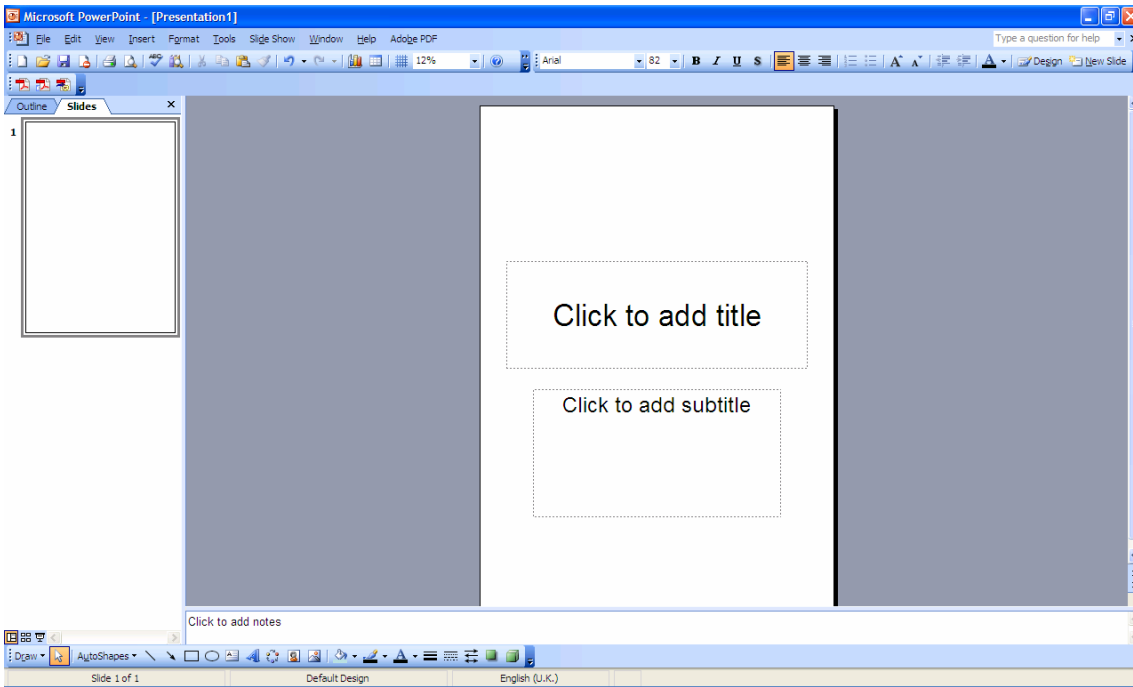 Microsoft PowerPoint - [Presentation1]
File Edit View Insert Format Tools Slide Show Window Help Adobe PDF
Type a question for help
12% Arial 82 B I U S A A A Design New Slide
Outline Slides
1
Click to add title
Click to add subtitle
Click to add notes
Draw AutoShapes A A
Slide 1 of 1 Default Design English (U.K.)